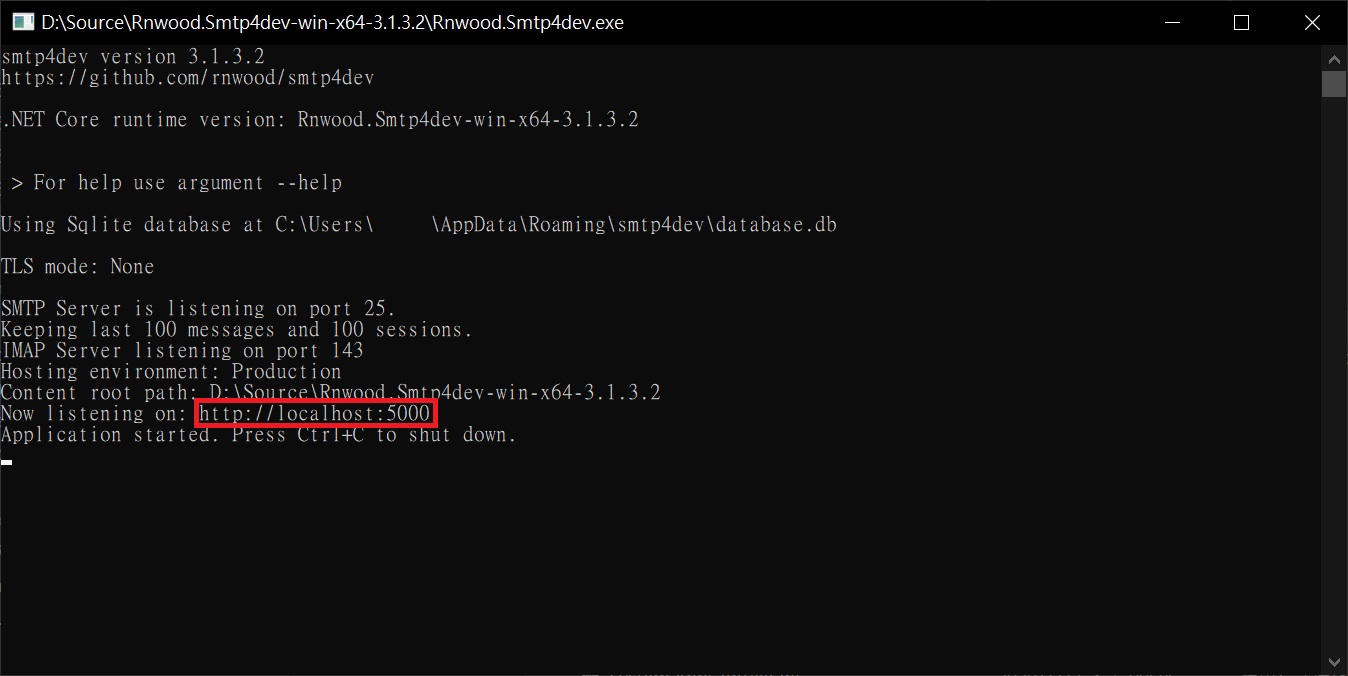 D:\Source\Rnwood.Smtp4dev-win-x64-3.1.3.2\Rnwood.Smtp4dev.exe
smtp4dev version 3.1.3.2
https://github.com/rnwood/smtp4dev
.NET Core runtime version: Rnwood.Smtp4dev-win-x64-3.1.3.2
> For help use argument --help
Using Sqlite database at C:\Users\ \AppData\Roaming\smtp4dev\database.db
TLS mode: None
SMTP Server is listening on port 25.
Keeping last 100 messages and 100 sessions.
IMAP Server listening on port 143
Hosting environment: Production
Content root path: D:\Source\Rnwood.Smtp4dev-win-x64-3.1.3.2
Now listening on: http://localhost:5000
Application started. Press Ctrl+C to shut down.